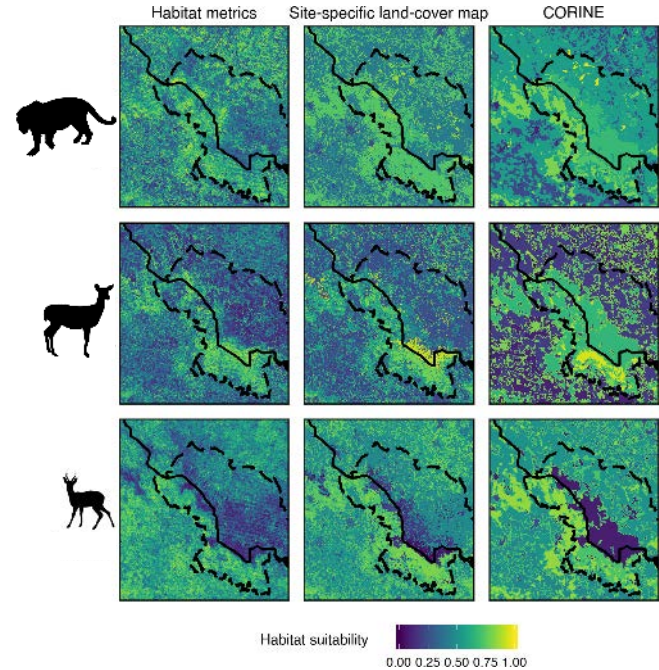 Habitat metrics Site-specific land-cover map CORINE
Habitat suitability
0.00 0.25 0.50 0.75 1.00